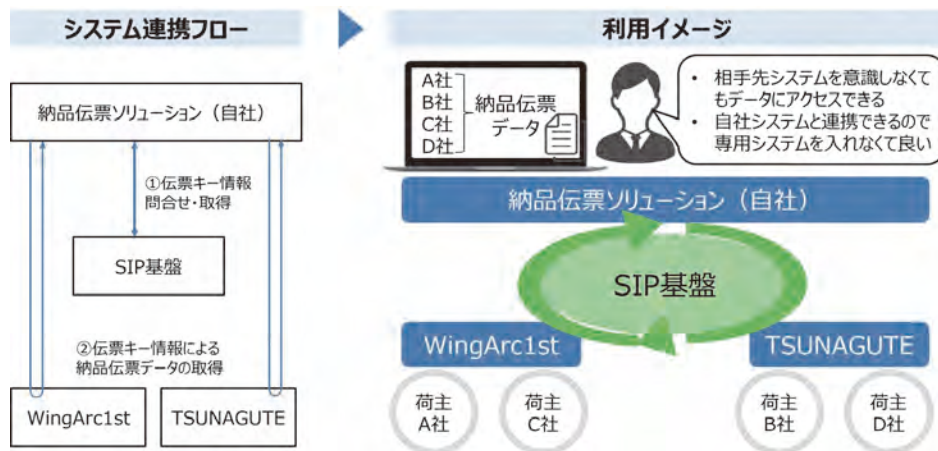 システム連携フロー
納品伝票ソリューション（自社）
①伝票キー情報
問合せ・取得
SIP基盤
②伝票キー情報による
納品伝票データの取得
WingArc1st
TSUNAGUTE
利用イメージ
A社
B社
C社
D社
納品伝票
データ
• 相手先システムを意識しなくて
もデータにアクセスできる
• 自社システムと連携できるので
専用システムを入れなくて良い
納品伝票ソリューション（自社）
SIP基盤
WingArc1st
TSUNAGUTE
荷主
A社
荷主
C社
荷主
B社
荷主
D社